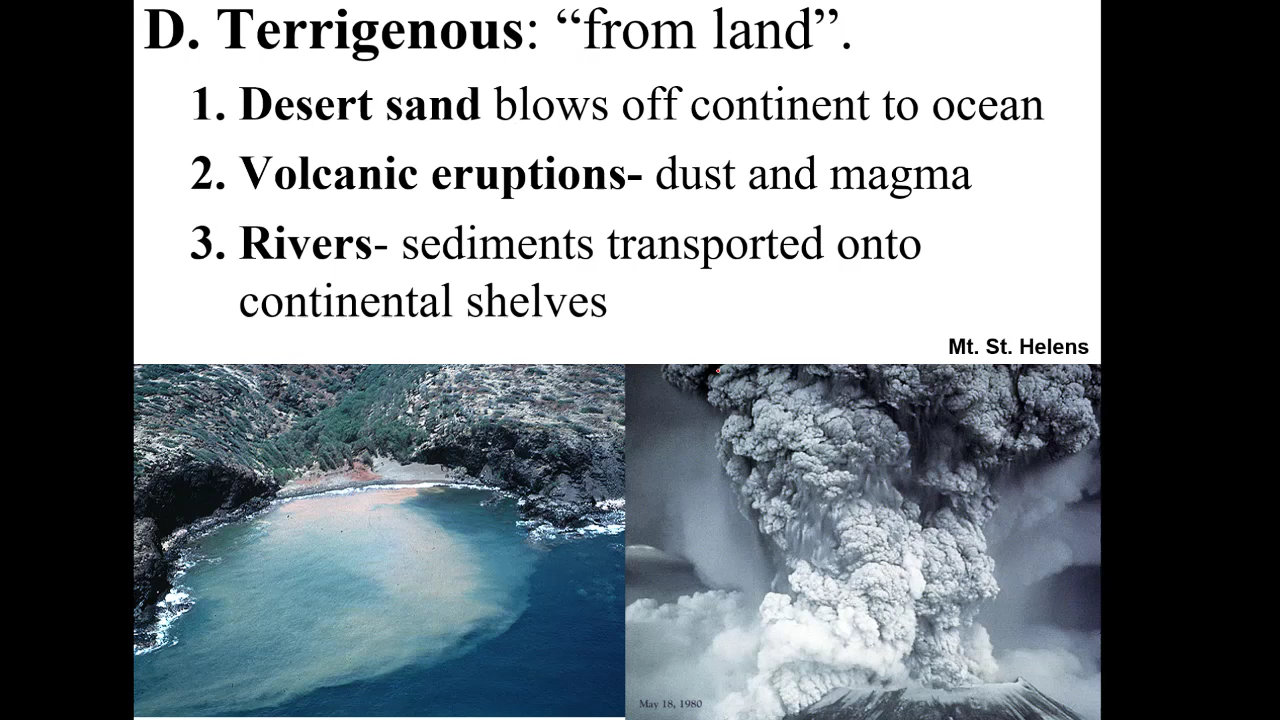 D. Terrigenous: “from land”.
1. Desert sand blows off continent to ocean
2. Volcanic eruptions- dust and magma
3. Rivers- sediments transported onto
continental shelves
Mt. St. Helens
May 18, 1980